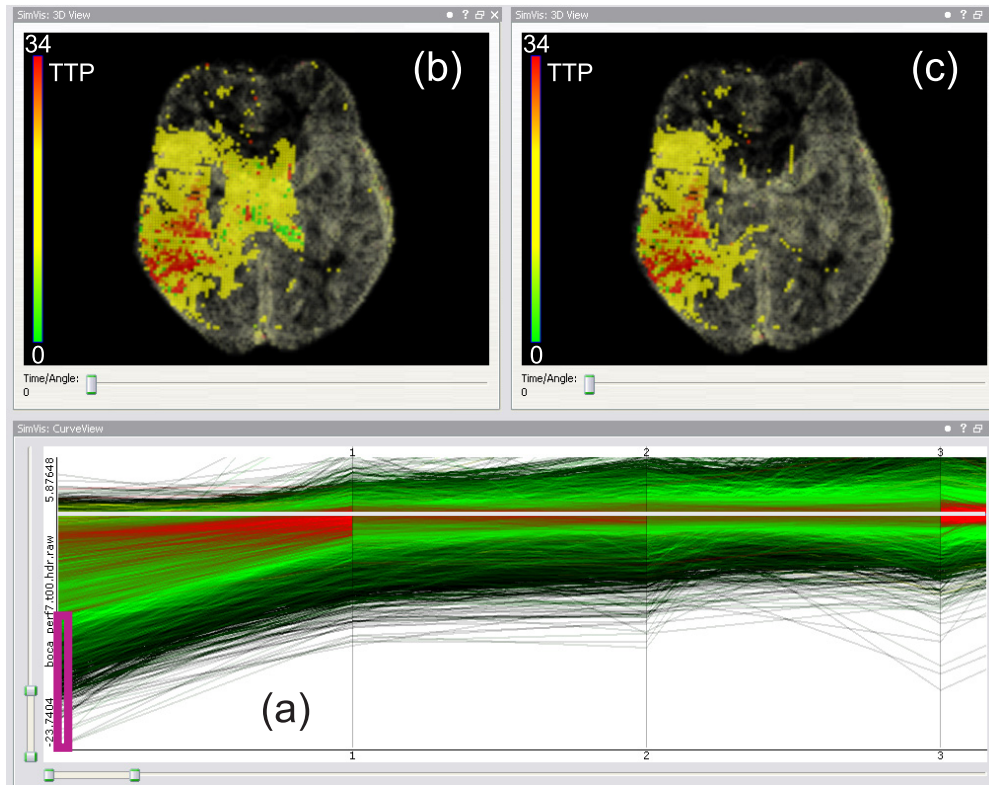 SimVis: 3D View
34
TTP
(b)
0
Time/Angle:
0
SimVis: 3D View
34
TTP
(c)
0
Time/Angle:
0
SimVis: CurveView
-23.7404 boca_perf7.t00.hdr.raw 5.87648
1 2 3
(a)
1 2 3